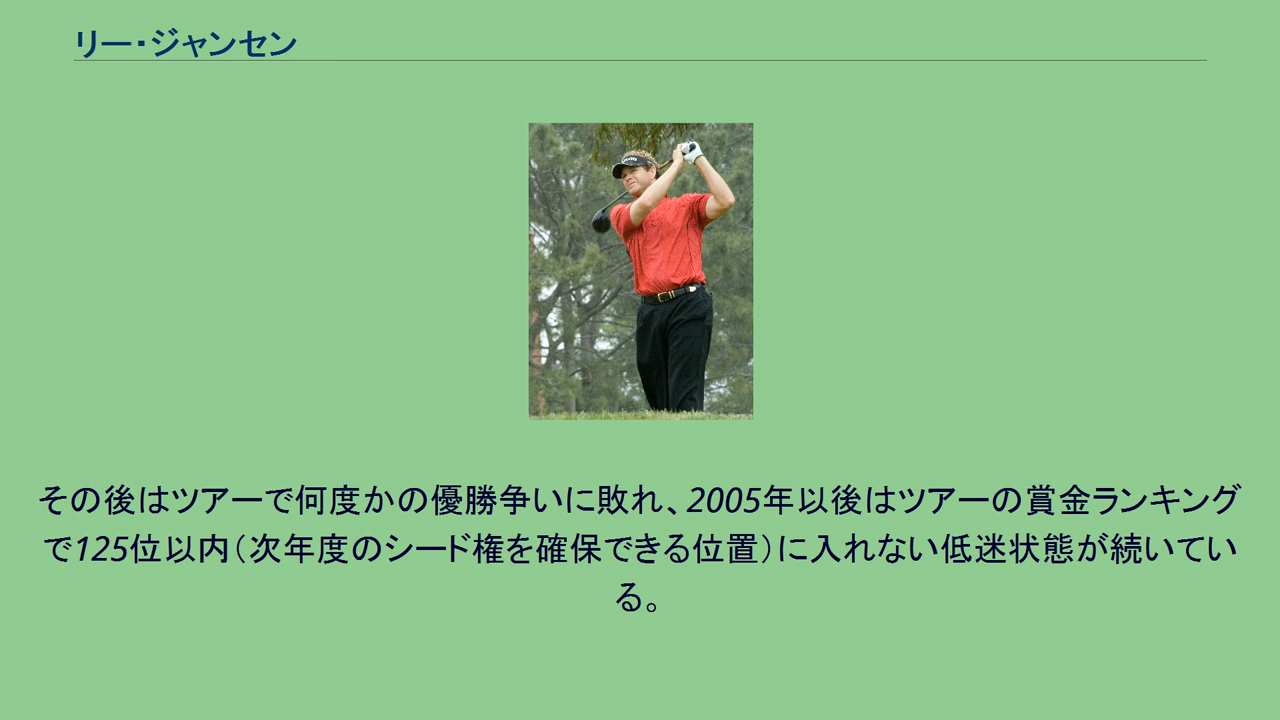 リー・ジャンセン
その後はツアーで何度かの優勝争いに敗れ、2005年以後はツアーの賞金ランキング
で125位以内（次年度のシード権を確保できる位置）に入れない低迷状態が続いてい
る。